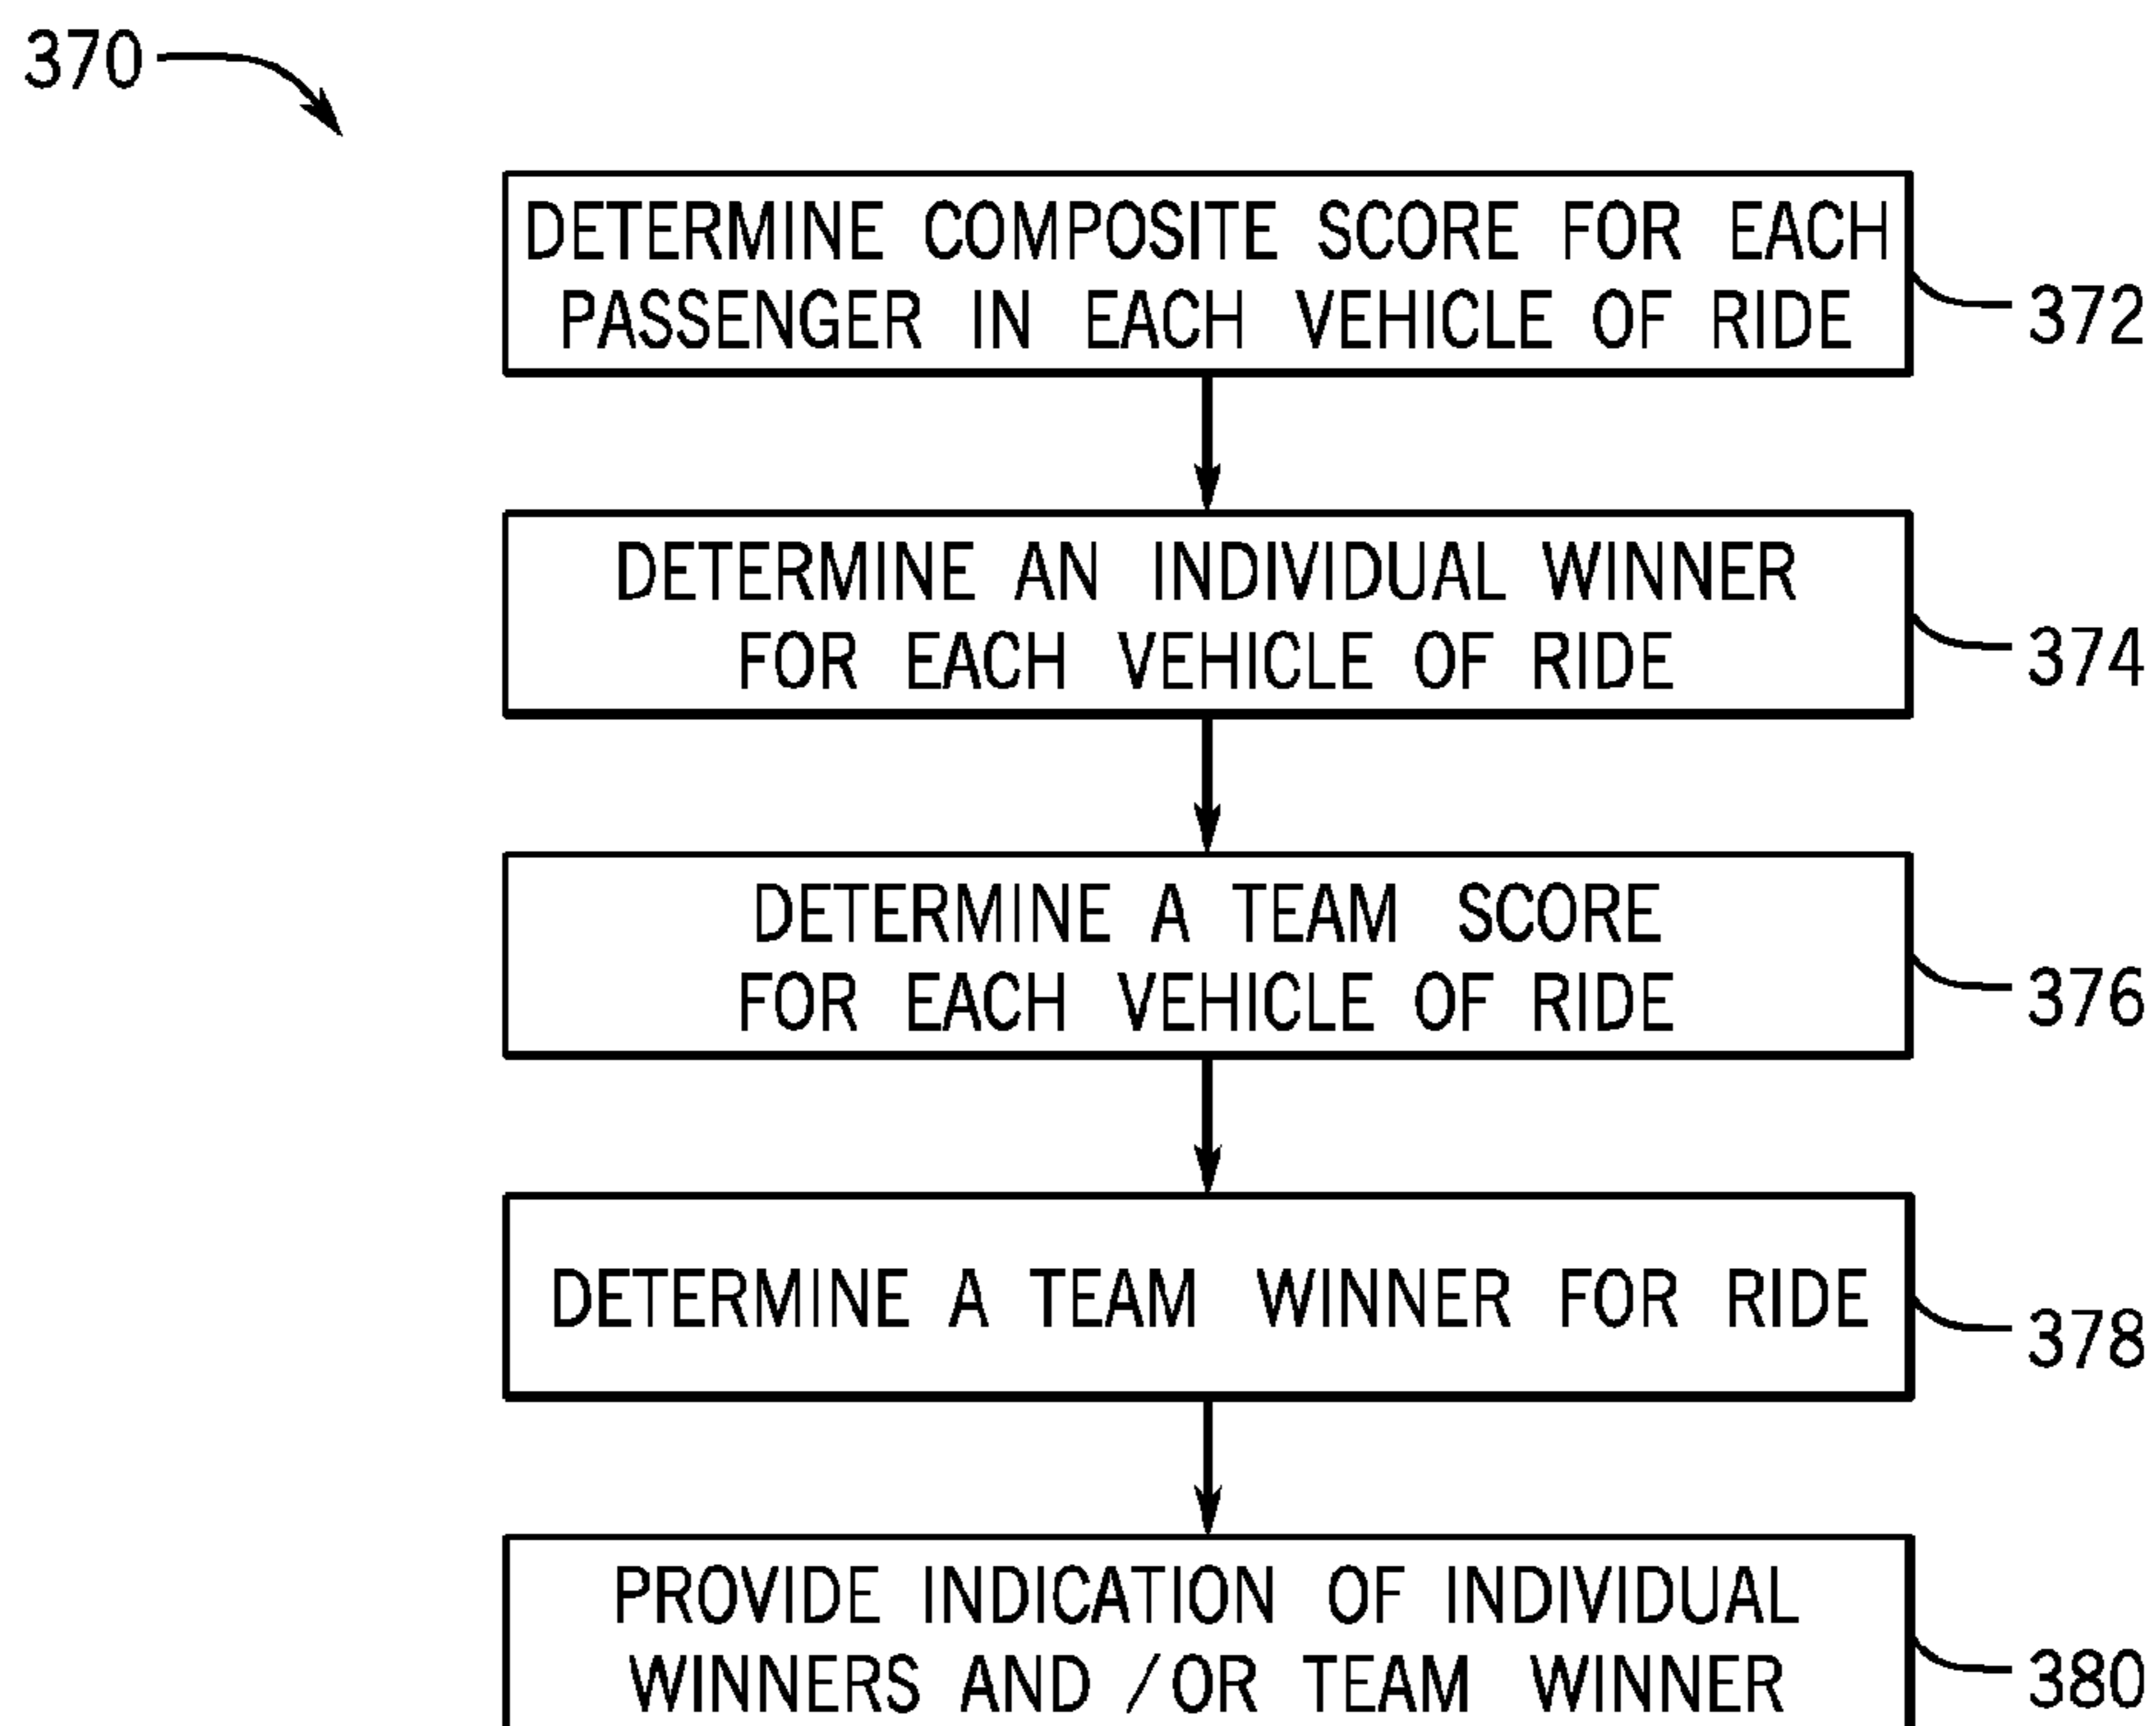 370
DETERMINE COMPOSITE SCORE FOR EACH
PASSENGER IN EACH VEHICLE OF RIDE
372
DETERMINE AN INDIVIDUAL WINNER
FOR EACH VEHICLE OF RIDE
374
DETERMINE A TEAM SCORE
FOR EACH VEHICLE OF RIDE
376
DETERMINE A TEAM WINNER FOR RIDE
378
PROVIDE INDICATION OF INDIVIDUAL
WINNERS AND /OR TEAM WINNER
380